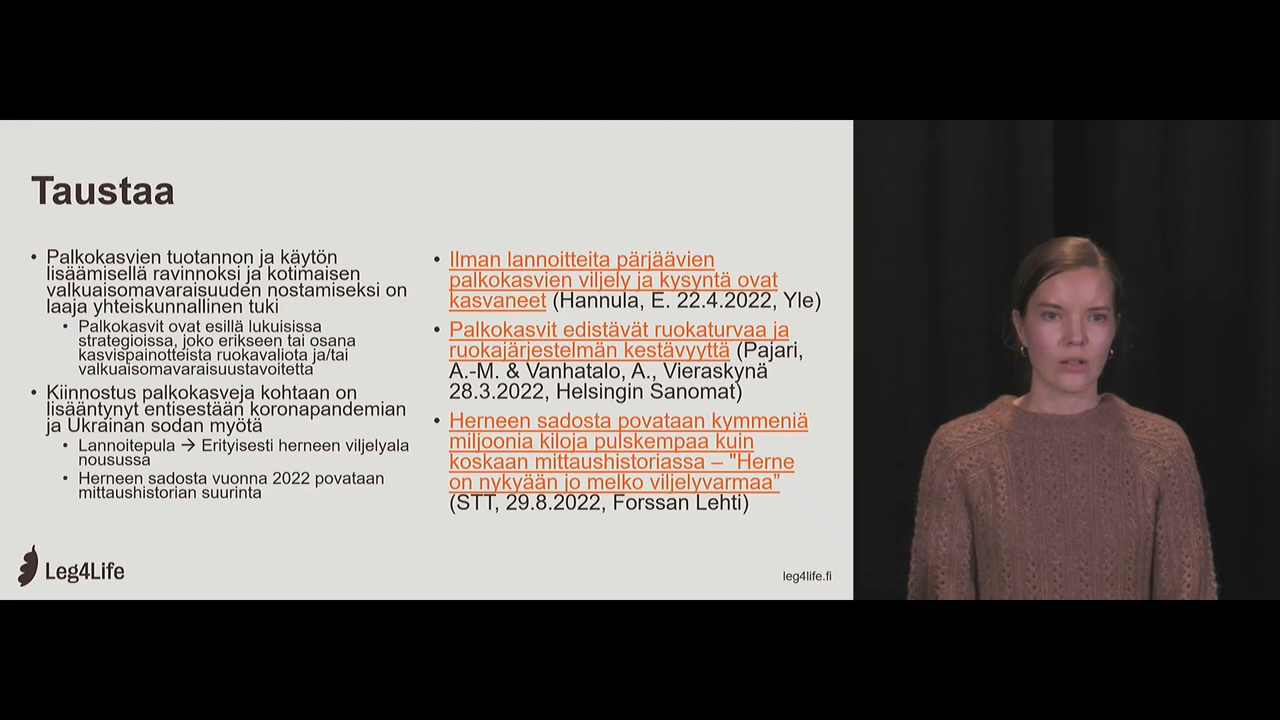 Taustaa
• Palkokasvien tuotannon ja käytön
lisäämisellä ravinnoksi ja kotimaisen
valkuaisomavaraisuuden nostamiseksi on
laaja yhteiskunnallinen tuki
• Palkokasvit ovat esillä lukuisissa
strategioissa, joko erikseen tai osana
kasvispainotteista ruokavaliota ja/tai
valkuaisomavaraisuustavoitetta
• Kiinnostus palkokasveja kohtaan on
lisääntynyt entisestään koronapandemian
ja Ukrainan sodan myötä
• Lannoitepula → Erityisesti herneen viljelyala
nousussa
• Herneen sadosta vuonna 2022 povataan
mittaushistorian suurinta
• Ilman lannoitteita pärjäävien
palkokasvien viljely ja kysyntä ovat
kasvaneet (Hannula, E. 22.4.2022, Yle)
• Palkokasvit edistävät ruokaturvaa ja
ruokajärjestelmän kestävyyttä (Pajari,
A.-M. & Vanhatalo, A., Vieraskynä
28.3.2022, Helsingin Sanomat)
• Herneen sadosta povataan kymmeniä
miljoonia kiloja pulskempaa kuin
koskaan mittaushistoriassa – "Herne
on nykyään jo melko viljelyvarmaa”
(STT, 29.8.2022, Forssan Lehti)
Leg4Life
leg4life.fi